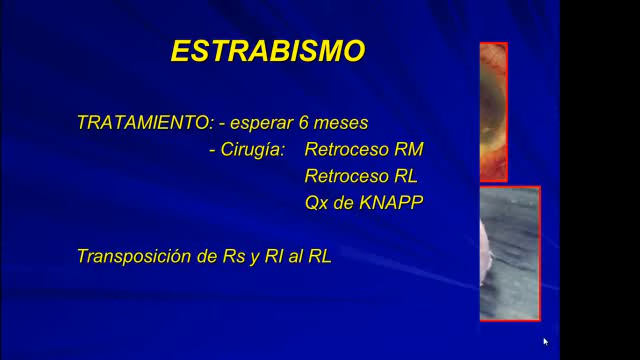 ESTRABISMO
TRATAMIENTO: - esperar 6 meses
- Cirugía: Retroceso RM
Retroceso RL
Qx de KNAPP
Transposición de Rs y RI al RL